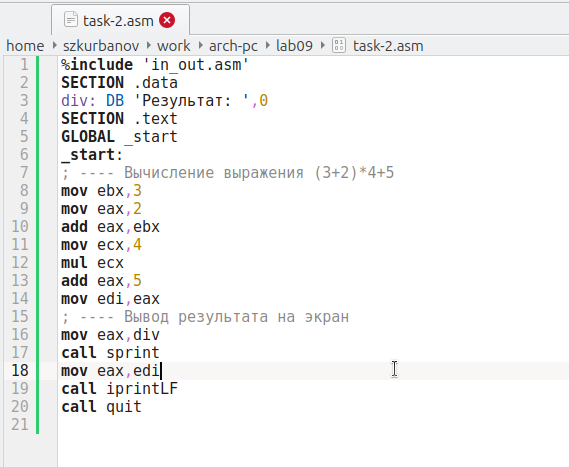 task-2.asm
home szkurbanov work arch-pc lab09 task-2.asm
1 %include 'in_out.asm'
2 SECTION .data
3 div: DB 'Результат: ',0
4 SECTION .text
5 GLOBAL _start
6 _start:
7 ; ---- Вычисление выражения (3+2)*4+5
8 mov ebx,3
9 mov eax,2
10 add eax,ebx
11 mov ecx,4
12 mul ecx
13 add eax,5
14 mov edi,eax
15 ; ---- Вывод результата на экран
16 mov eax,div
17 call sprint
18 mov eax,edi
19 call iprintLF
20 call quit
21